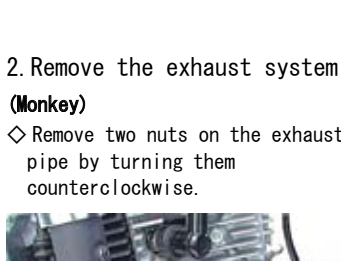 2.Remove the exhaust system
(Monkey)
◇Remove two nuts on the exhaust
pipe by turning them
counterclockwise.